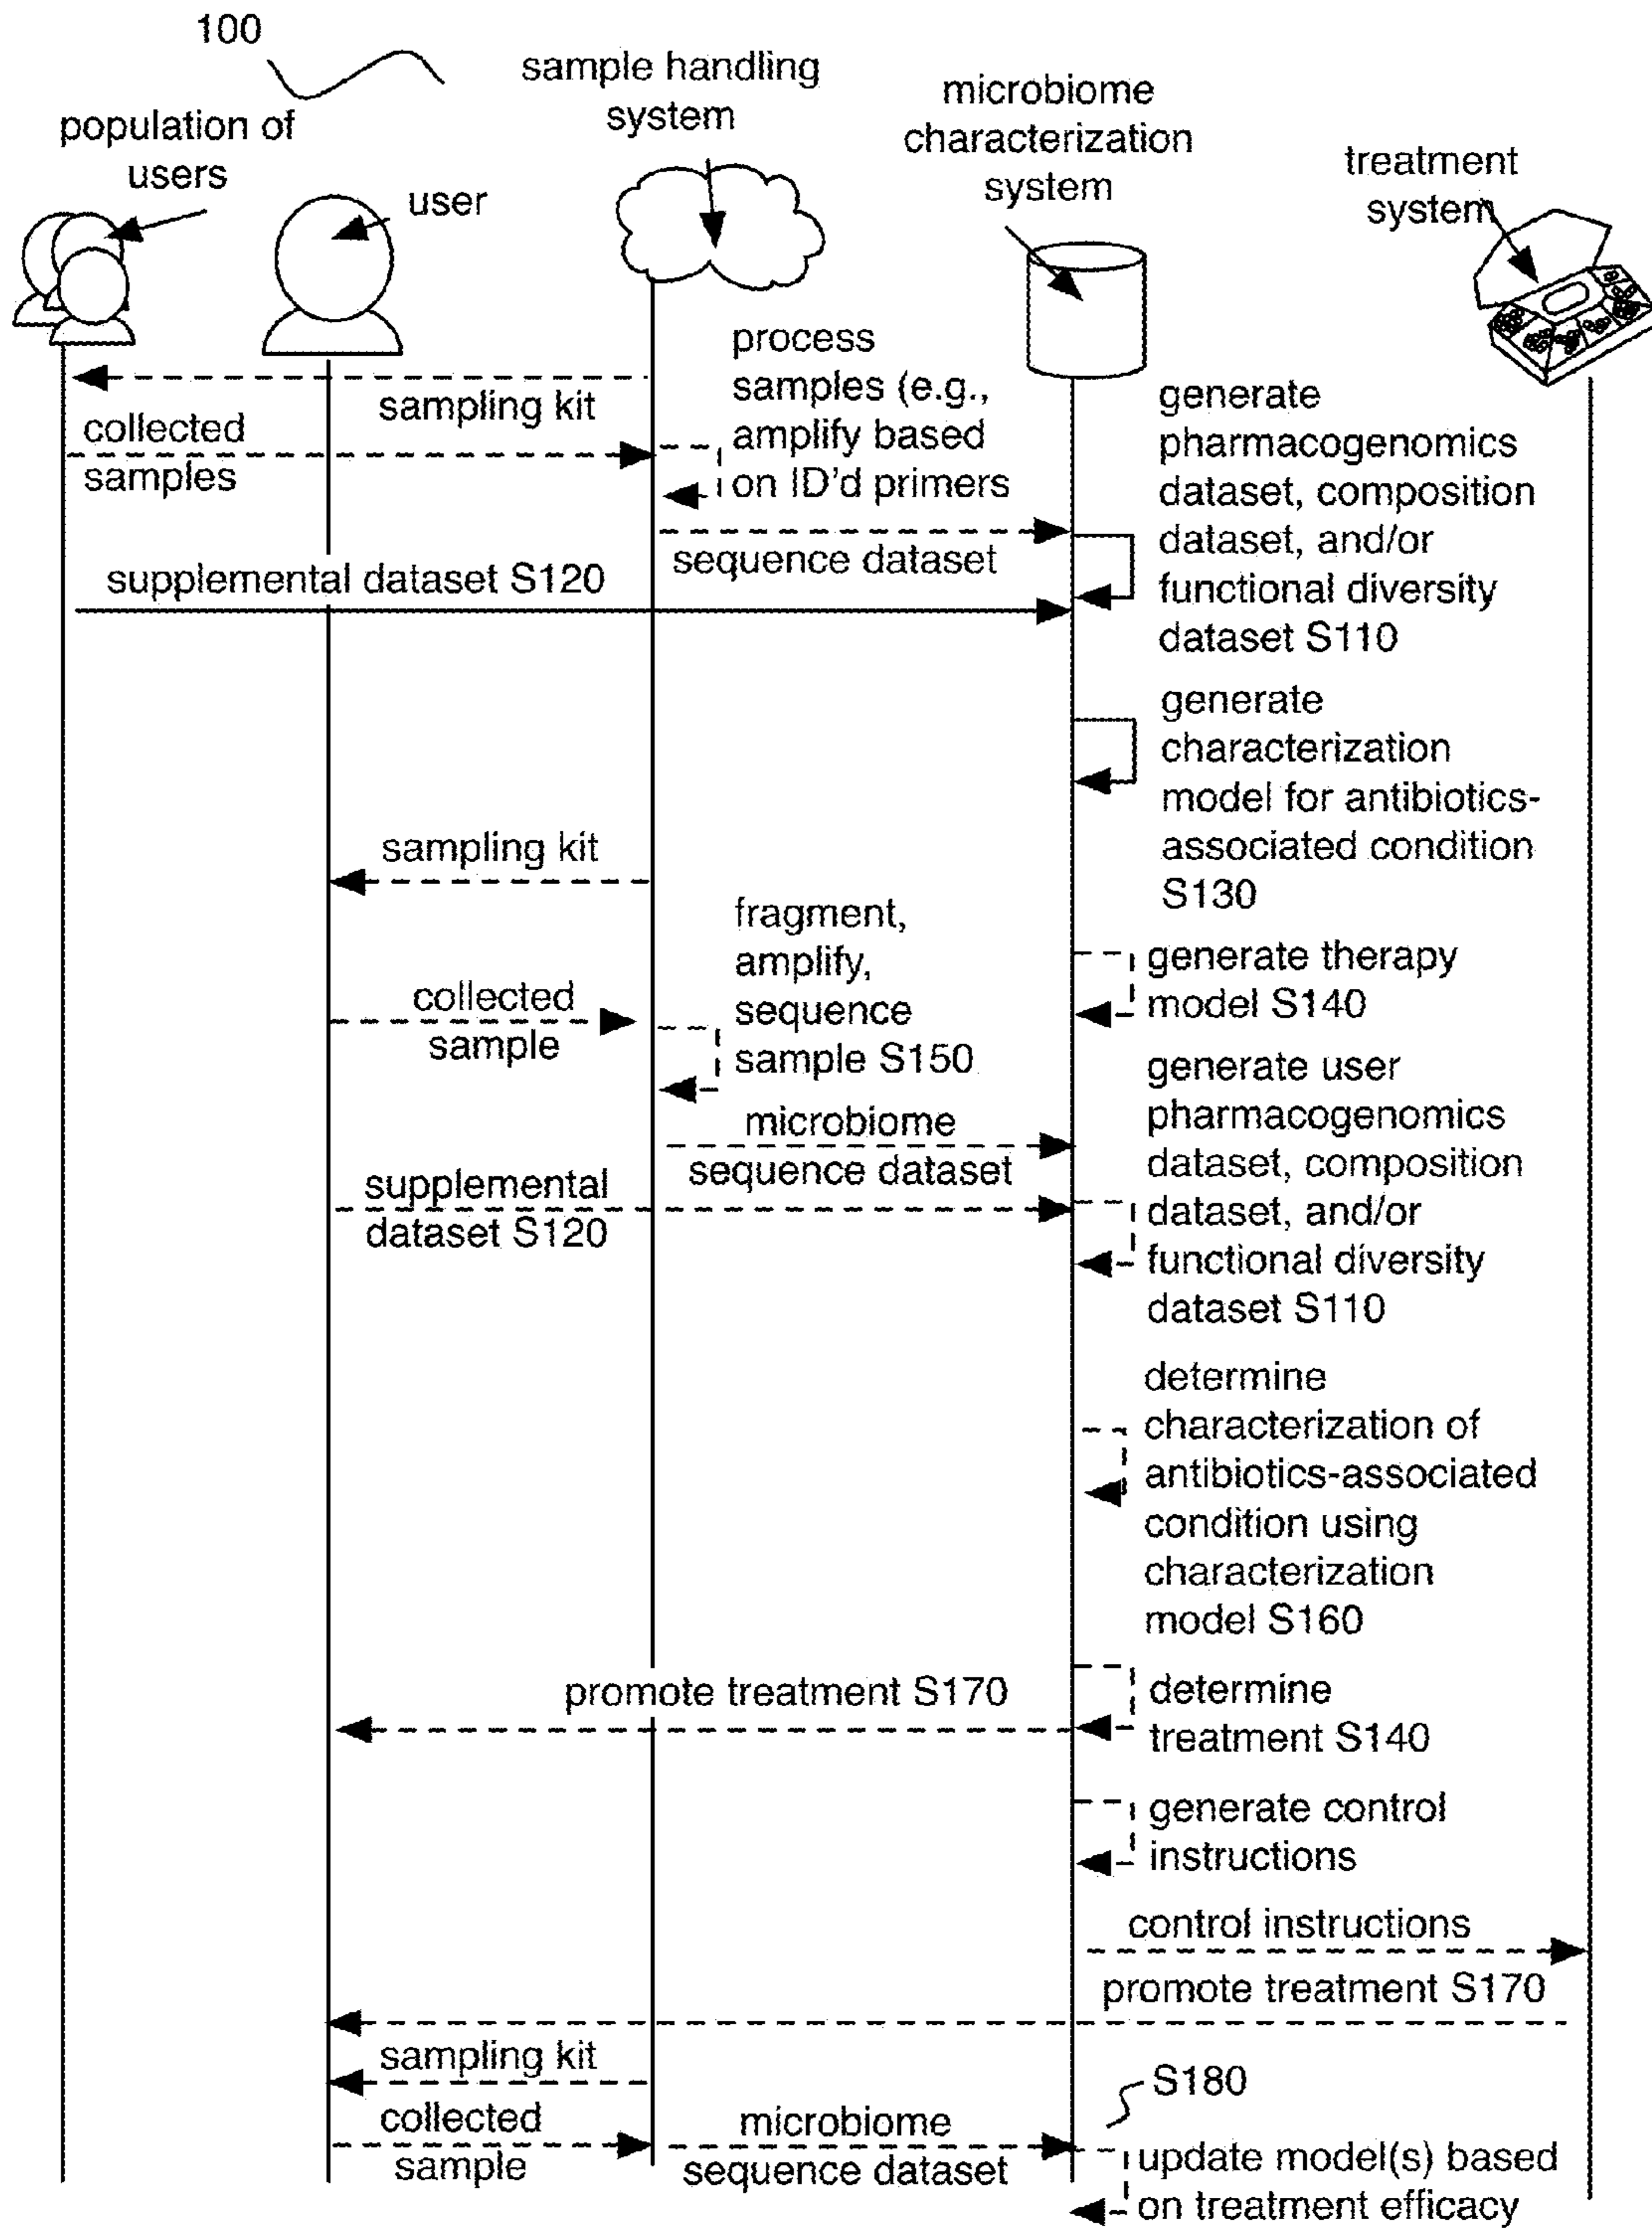 100
population of
users
user
sample handling
system
microbiome
characterization
system
treatment
system
sampling kit
collected
samples
process
samples (e.g.,
amplify based
on ID'd primers
sequence dataset
generate
pharmacogenomics
dataset, composition
dataset, and/or
functional diversity
dataset S110
supplemental dataset S120
generate
characterization
model for antibiotics-
associated condition
S130
sampling kit
fragment,
amplify,
sequence
sample S150
generate therapy
model S140
collected
sample
microbiome
sequence dataset
supplemental
dataset S120
generate user
pharmacogenomics
dataset, composition
dataset, and/or
functional diversity
dataset S110
determine
characterization of
antibiotics-associated
condition using
characterization
model S160
promote treatment S170
determine
treatment S140
generate control
instructions
control instructions
promote treatment S170
sampling kit
S180
collected
sample
microbiome
sequence dataset
update model(s) based
on treatment efficacy